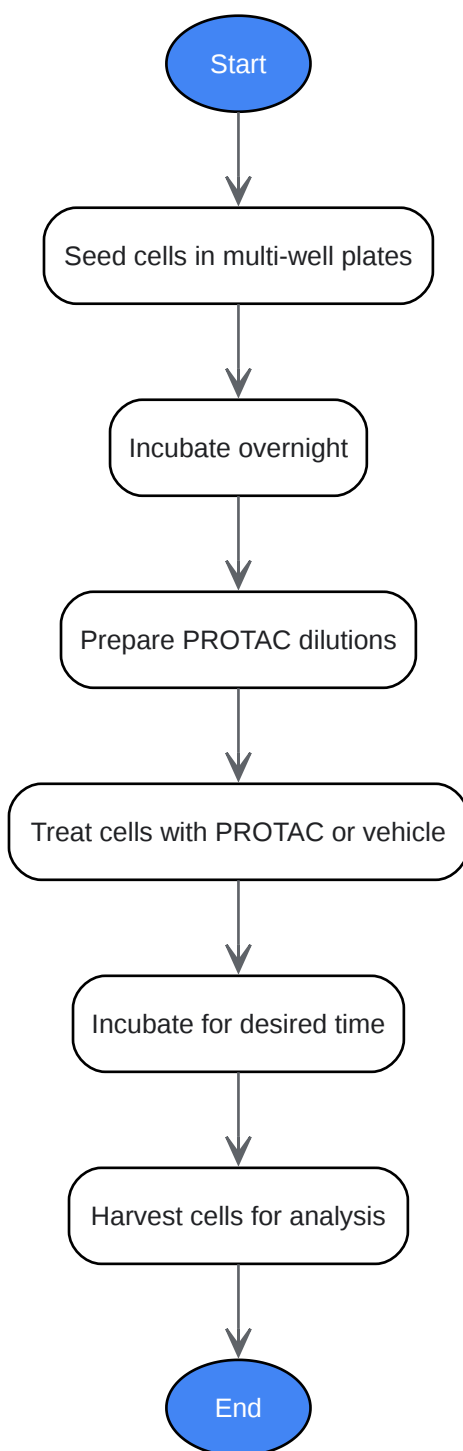 Start
Seed cells in multi-well plates
Incubate overnight
Prepare PROTAC dilutions
Treat cells with PROTAC or vehicle
Incubate for desired time
Harvest cells for analysis
End